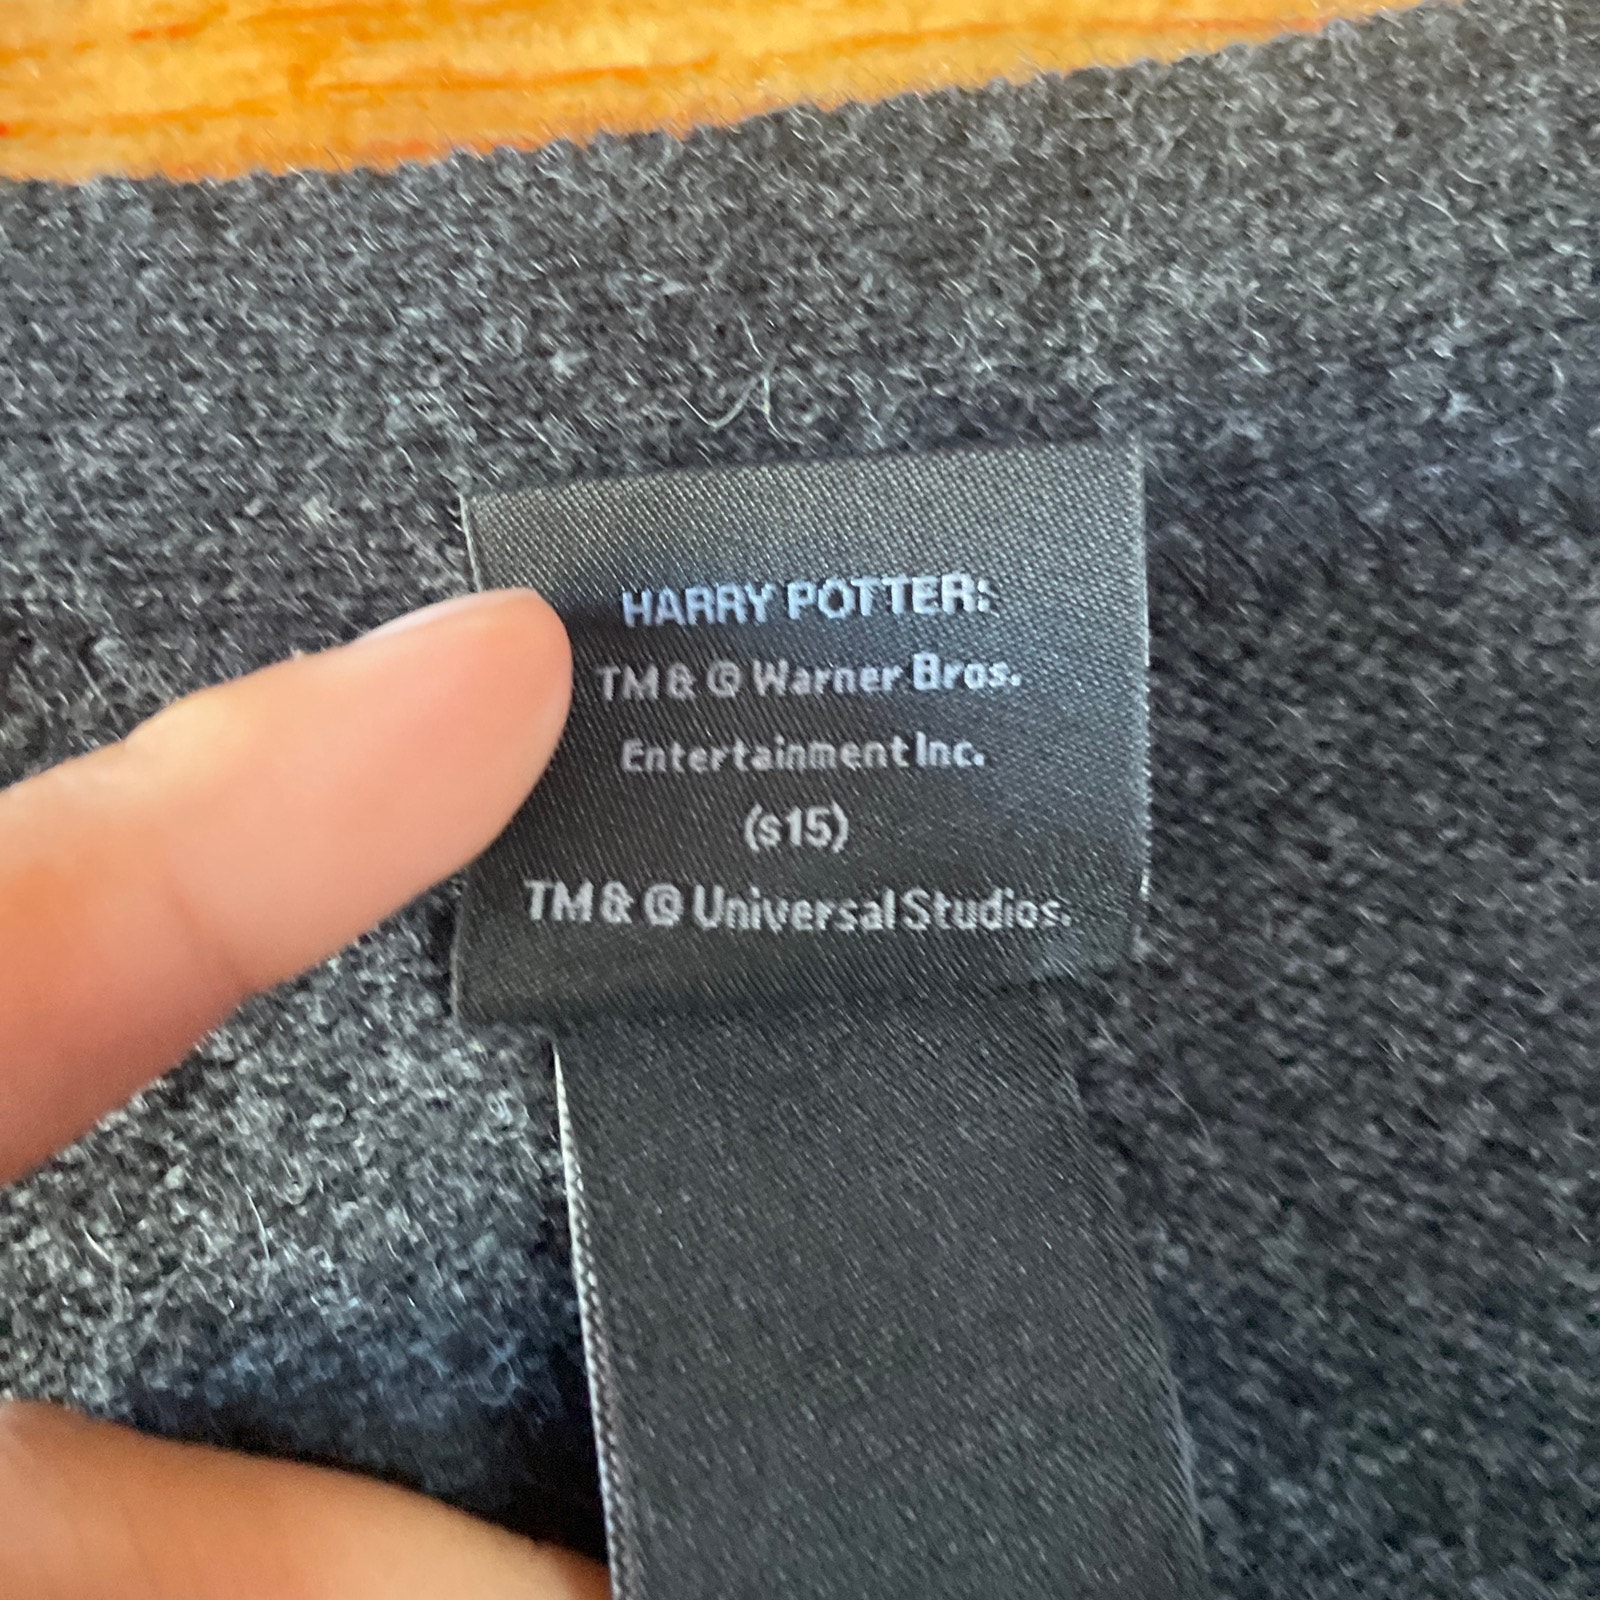 HARRY POTTER:
TM & © Warner Bros.
Entertainment Inc.
(s15)
TM & © Universal Studios.